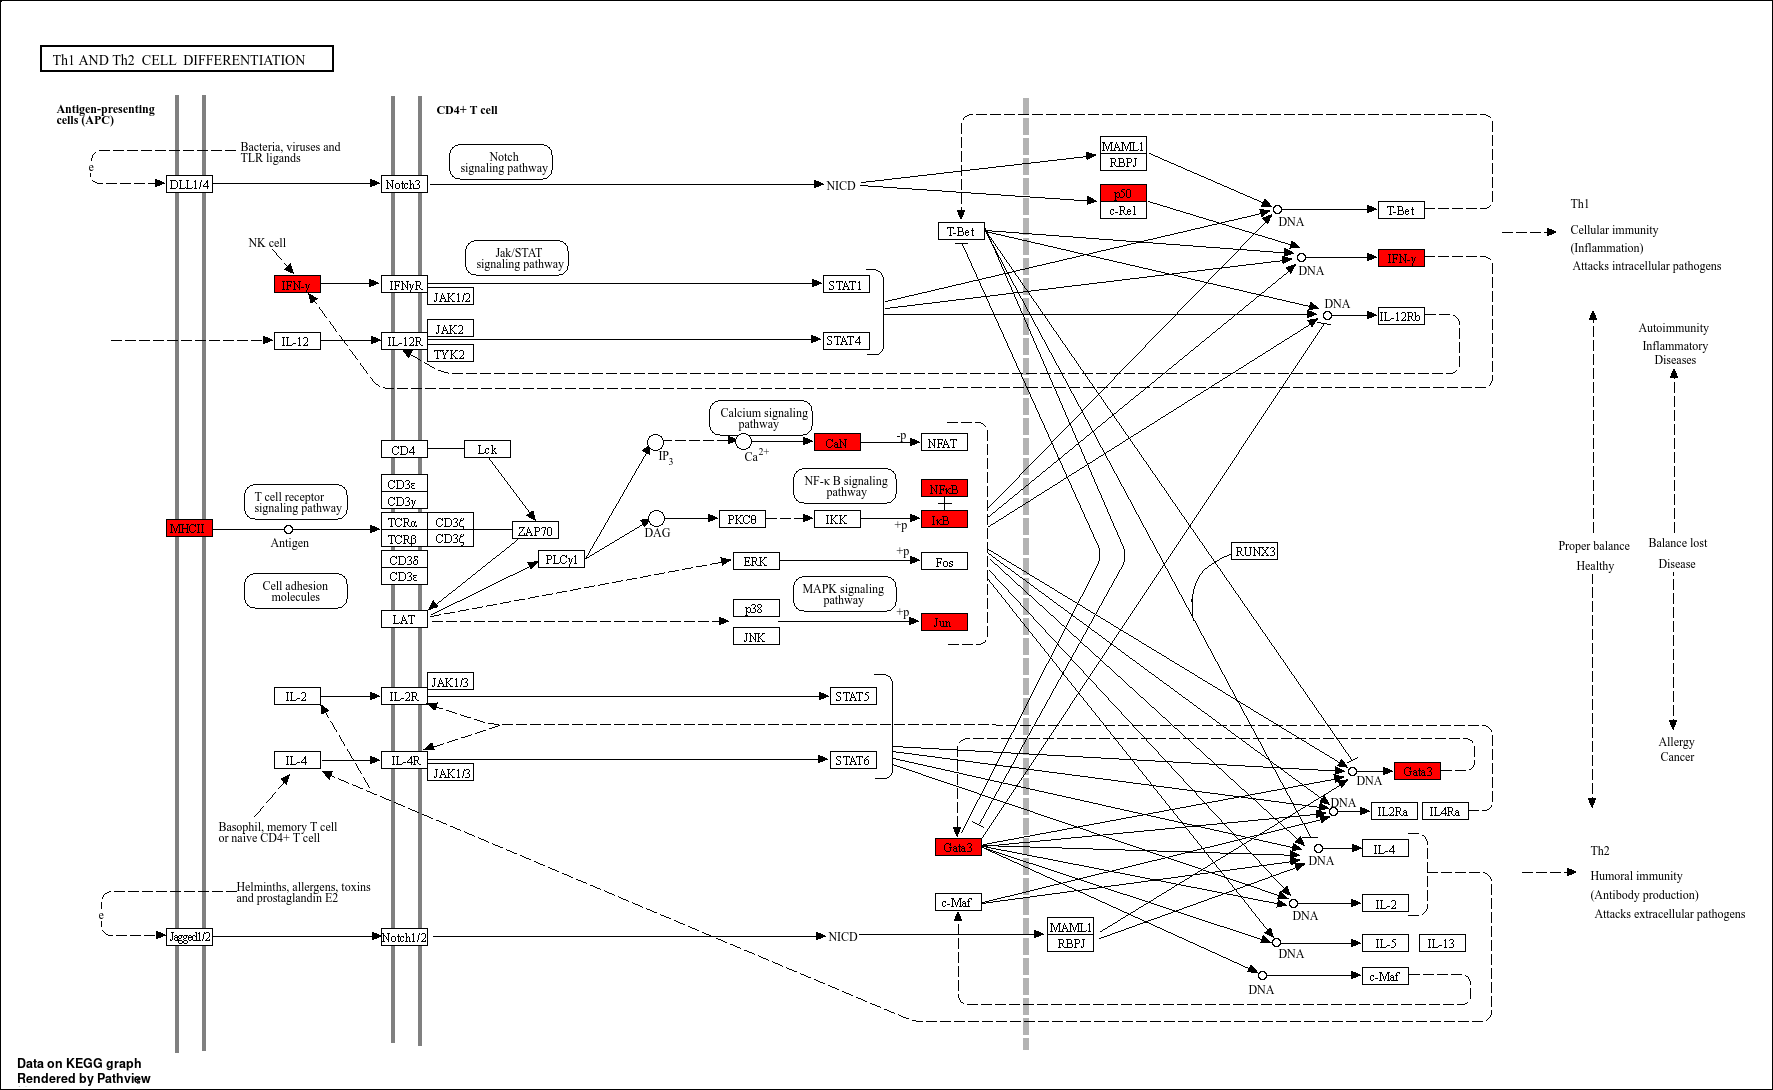 Th1 AND Th2 CELL DIFFERENTIATION
Antigen-presenting
cells (APC)
CD4+ T cell
Bacteria, viruses and
TLR ligands
e
DLL1/4
Notch3
Notch
signaling pathway
NICD
MAML1
RBPJ
p50
c-Rel
DNA
T-Bet
T-Bet
Th1
Cellular immunity
(Inflammation)
Attacks intracellular pathogens
NK cell
IFN-γ
IFNγR
JAK1/2
Jak/STAT
signaling pathway
STAT1
DNA
IFN-γ
IL-12
IL-12R
JAK2
TYK2
STAT4
DNA
IL-12Rb
Autoimmunity
Inflammatory
Diseases
CD4
Lck
IP3
Calcium signaling
pathway
Ca2+
CaN
-p
NFAT
CD3ε
CD3γ
T cell receptor
signaling pathway
MHCII
Antigen
TCRα
CD3ζ
TCRβ
CD3ζ
CD3δ
CD3ε
ZAP70
PLCγ1
DAG
PKCθ
NF-κ B signaling
pathway
IKK
+p
NFκB
IκB
ERK
+p
Fos
Cell adhesion
molecules
LAT
p38
JNK
MAPK signaling
pathway
+p
Jun
RUNX3
Proper balance
Healthy
Balance lost
Disease
IL-2
IL-2R
JAK1/3
STAT5
IL-4
IL-4R
JAK1/3
STAT6
Allergy
Cancer
DNA
Gata3
DNA
IL2Ra
IL4Ra
Basophil, memory T cell
or naive CD4+ T cell
Gata3
DNA
IL-4
Th2
Humoral immunity
(Antibody production)
Attacks extracellular pathogens
Helminths, allergens, toxins
and prostaglandin E2
e
c-Maf
DNA
IL-2
Jagged1/2
Notch1/2
NICD
MAML1
RBPJ
DNA
IL-5
IL-13
DNA
c-Maf
Data on KEGG graph
Rendered by Pathview